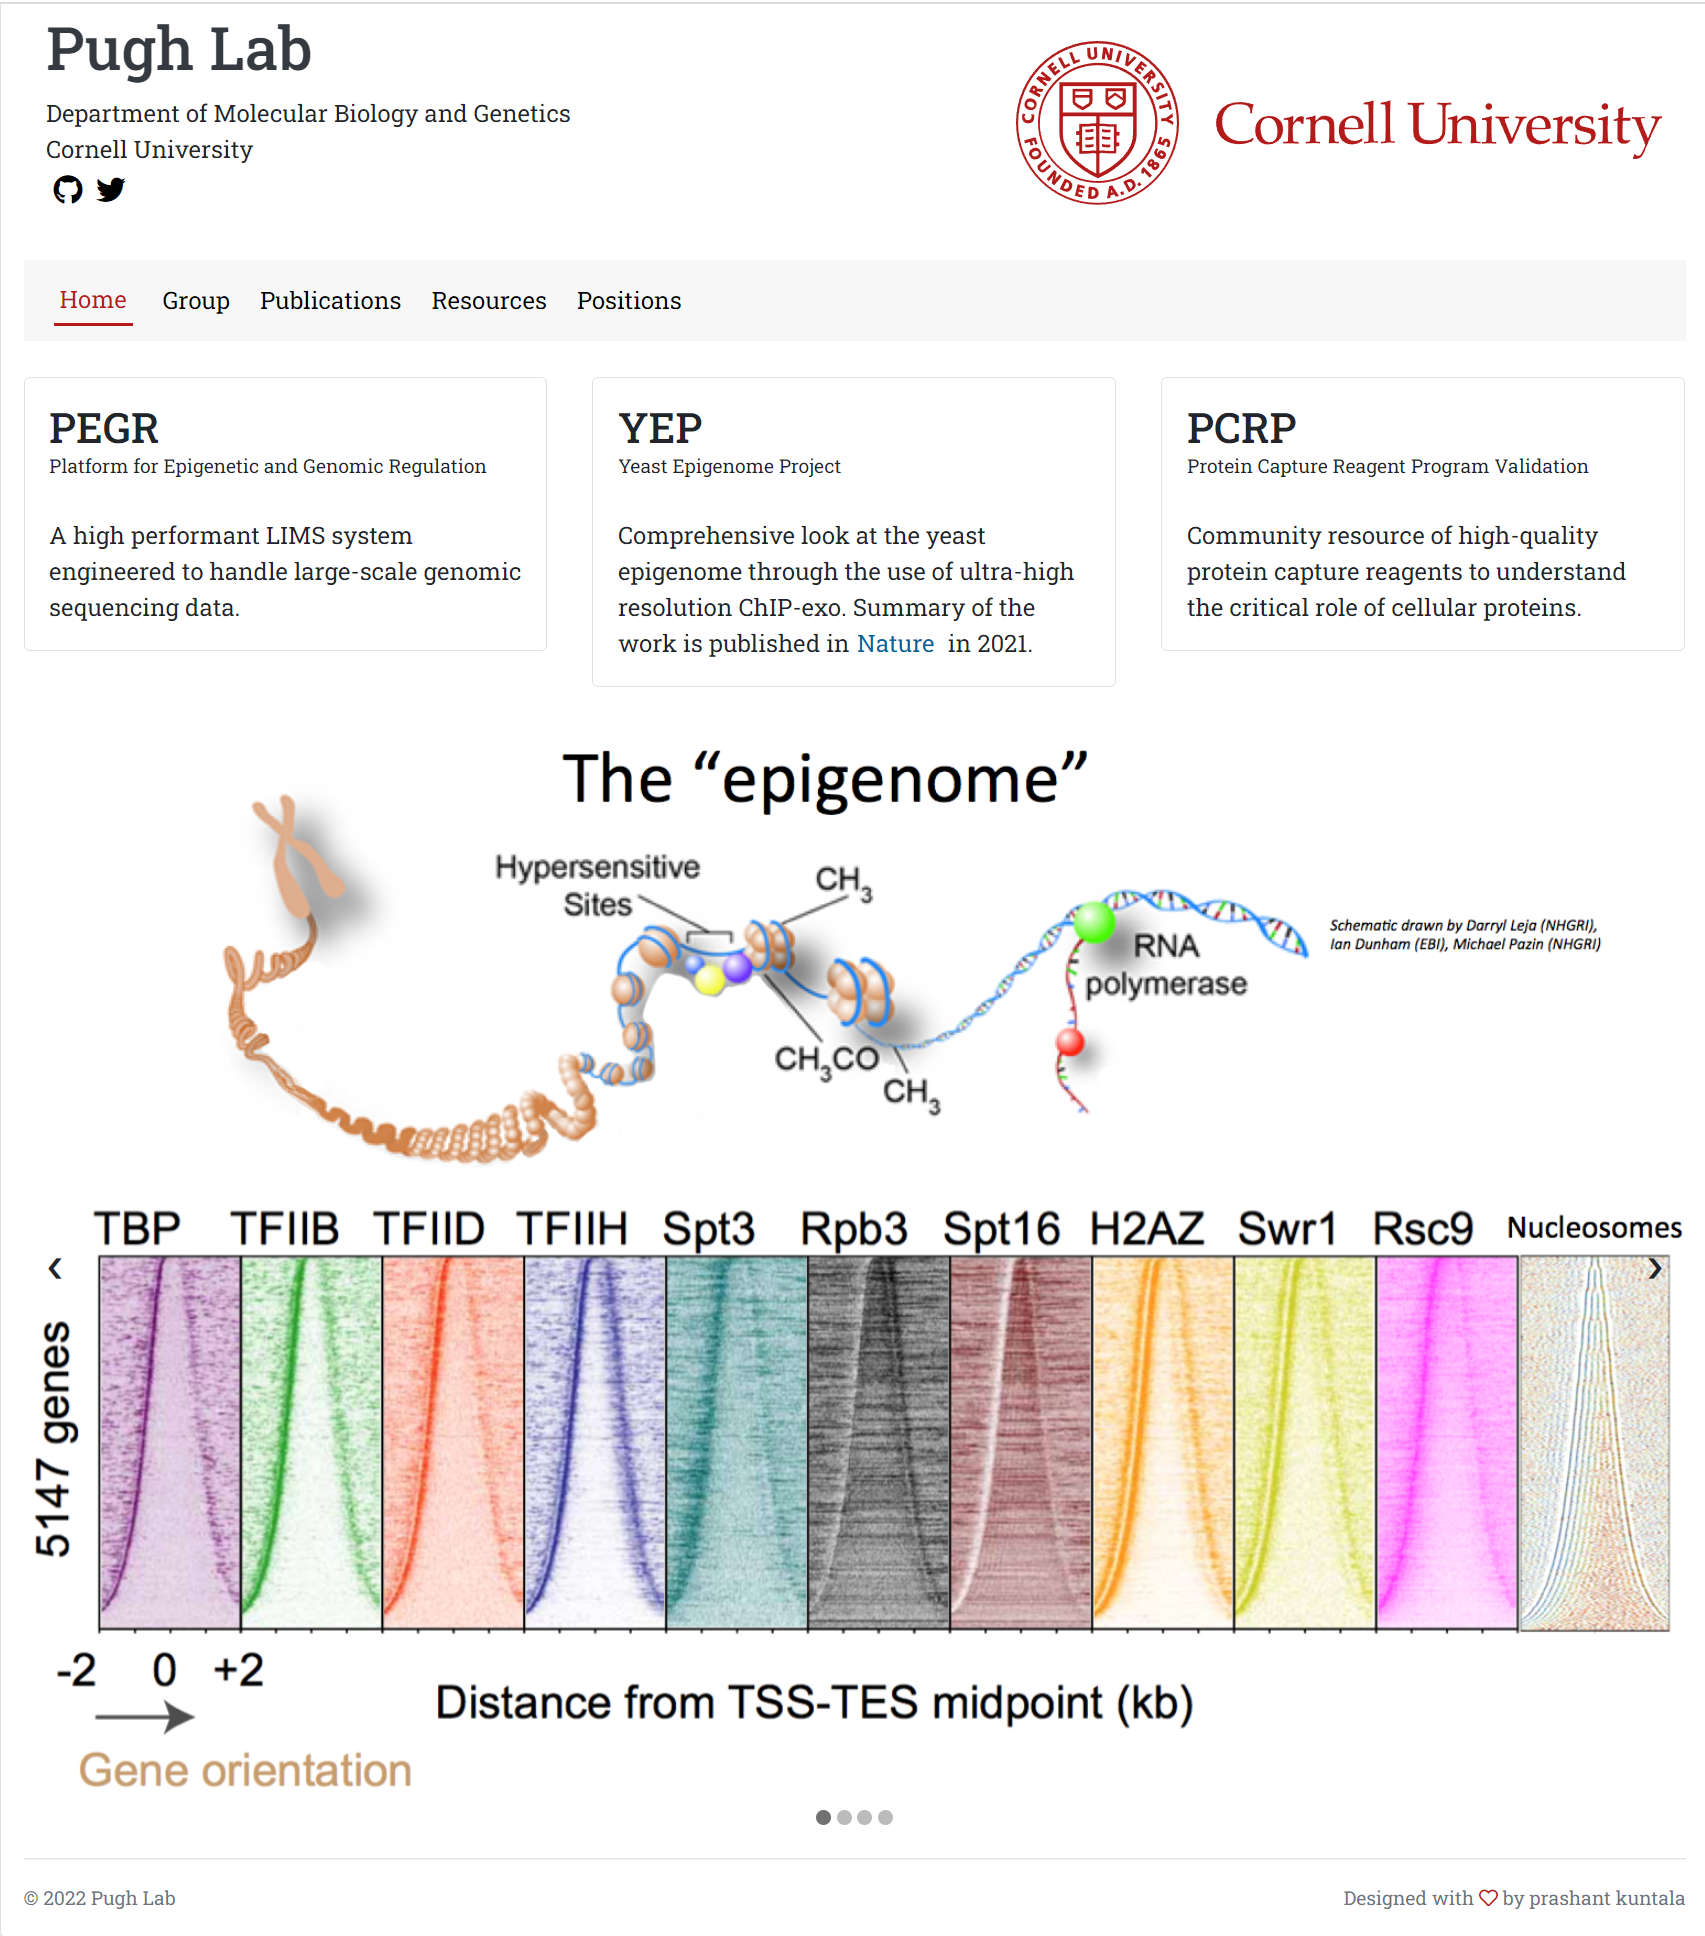 Pugh Lab
Department of Molecular Biology and Genetics
Cornell University
CORNELL UNIVERSITY
FOUNDED A.D. 1865
Cornell University
Home Group Publications Resources Positions
PEGR
Platform for Epigenetic and Genomic Regulation
A high performant LIMS system
engineered to handle large-scale genomic
sequencing data.
YEP
Yeast Epigenome Project
Comprehensive look at the yeast
epigenome through the use of ultra-high
resolution ChIP-exo. Summary of the
work is published in Nature in 2021.
PCRP
Protein Capture Reagent Program Validation
Community resource of high-quality
protein capture reagents to understand
the critical role of cellular proteins.
The “epigenome”
Hypersensitive
Sites
CH3
CH3CO
CH3
RNA
polymerase
Schematic drawn by Darryl Leja (NHGRI),
Ian Dunham (EBI), Michael Pazin (NHGRI)
TBP TFIIB TFIID TFIIH Spt3 Rpb3 Spt16 H2AZ Swr1 Rsc9 Nucleosomes
5147 genes
-2 0 +2
Distance from TSS-TES midpoint (kb)
Gene orientation
© 2022 Pugh Lab
Designed with ♡ by prashant kuntala